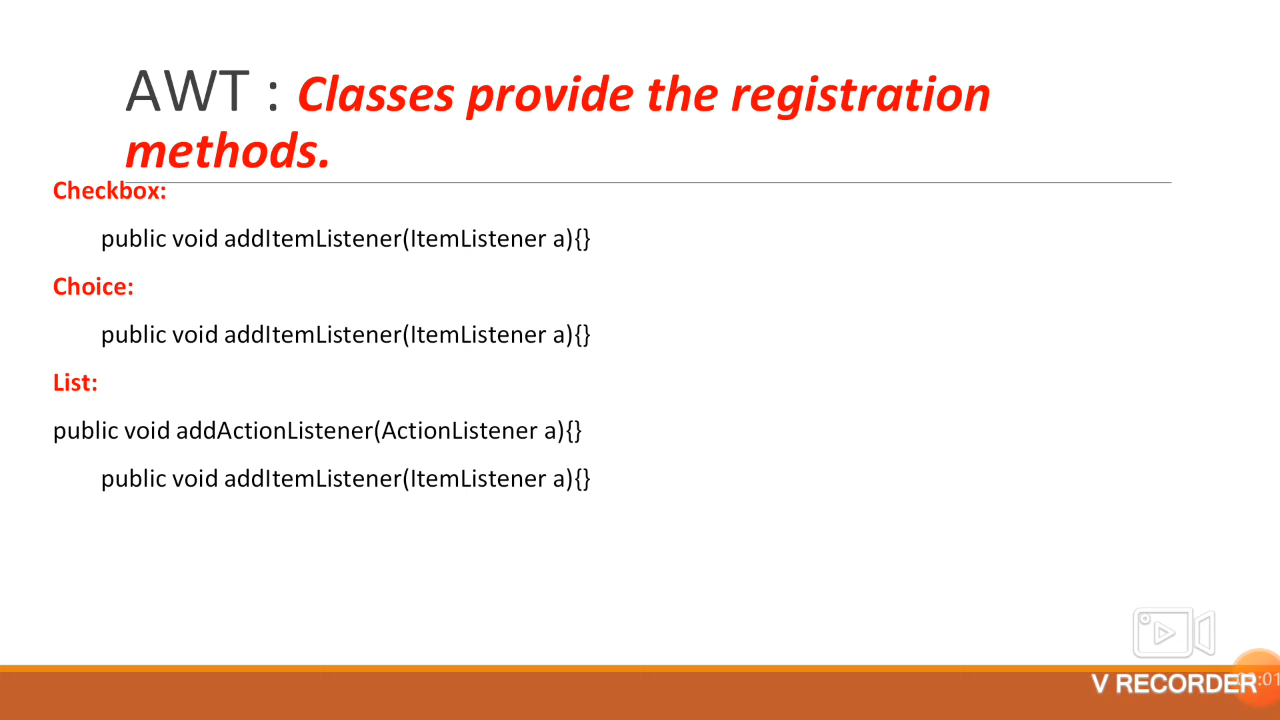 AWT : Classes provide the registration
methods.
Checkbox:
public void addItemListener(ItemListener a){}
Choice:
public void addItemListener(ItemListener a){}
List:
public void addActionListener(ActionListener a){}
public void addItemListener(ItemListener a){}
V RECORDER